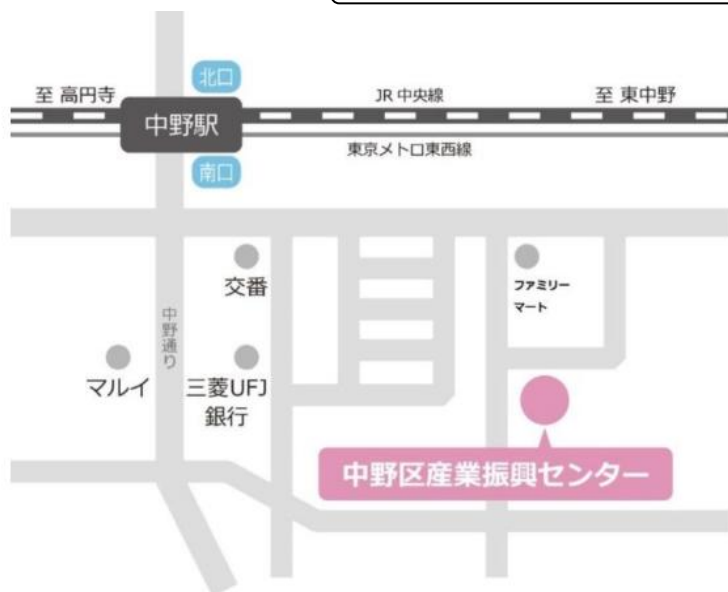 北口
至 高円寺
JR 中央線
至 東中野
中野駅
東京メトロ東西線
南口
交番
ファミリー
マート
中野通り
マルイ
三菱UFJ
銀行
中野区産業振興センター